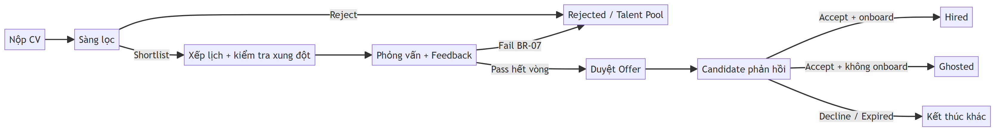 Nộp CV
Sàng lọc
Reject
Shortlist
Xếp lịch + kiểm tra xung đột
Phỏng vấn + Feedback
Rejected / Talent Pool
Fail BR-07
Pass hết vòng
Duyệt Offer
Candidate phản hồi
Accept + onboard
Hired
Accept + không onboard
Ghosted
Decline / Expired
Kết thúc khác